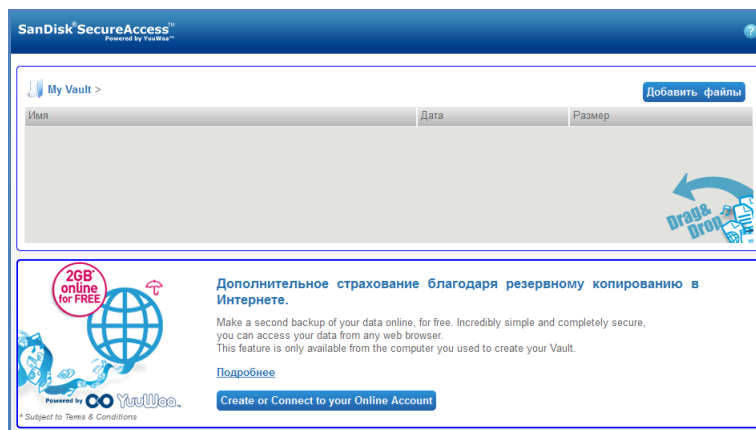 SanDisk® SecureAccess™
Powered by YuuWaa™
?
My Vault >
Добавить файлы
Имя Дата Размер
Drag&
Drop
2GB*
online
for FREE
Дополнительное страхование благодаря резервному копированию в
Интернете.
Make a second backup of your data online, for free. Incredibly simple and completely secure,
you can access your data from any web browser.
This feature is only available from the computer you used to create your Vault.
Подробнее
Powered by YuuWaa™
Create or Connect to your Online Account
* Subject to Terms & Conditions